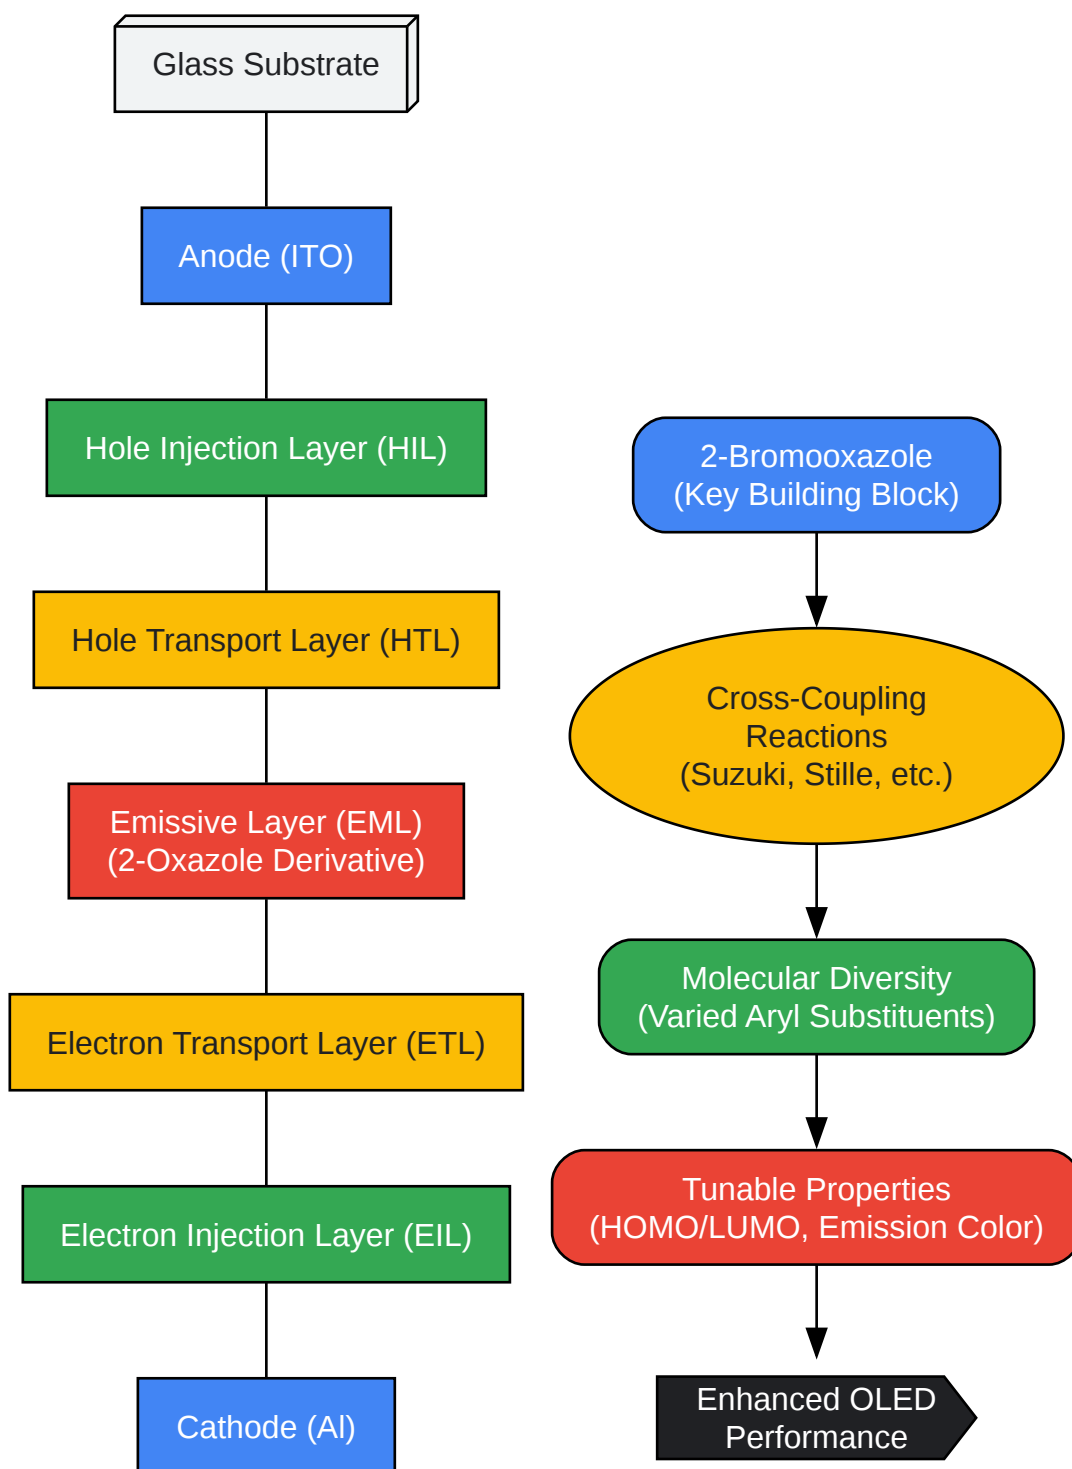 Glass Substrate
Anode (ITO)
Hole Injection Layer (HIL)
Hole Transport Layer (HTL)
Emissive Layer (EML)
(2-Oxazole Derivative)
Electron Transport Layer (ETL)
Electron Injection Layer (EIL)
Cathode (Al)
2-Bromooxazole
(Key Building Block)
Cross-Coupling
Reactions
(Suzuki, Stille, etc.)
Molecular Diversity
(Varied Aryl Substituents)
Tunable Properties
(HOMO/LUMO, Emission Color)
Enhanced OLED
Performance